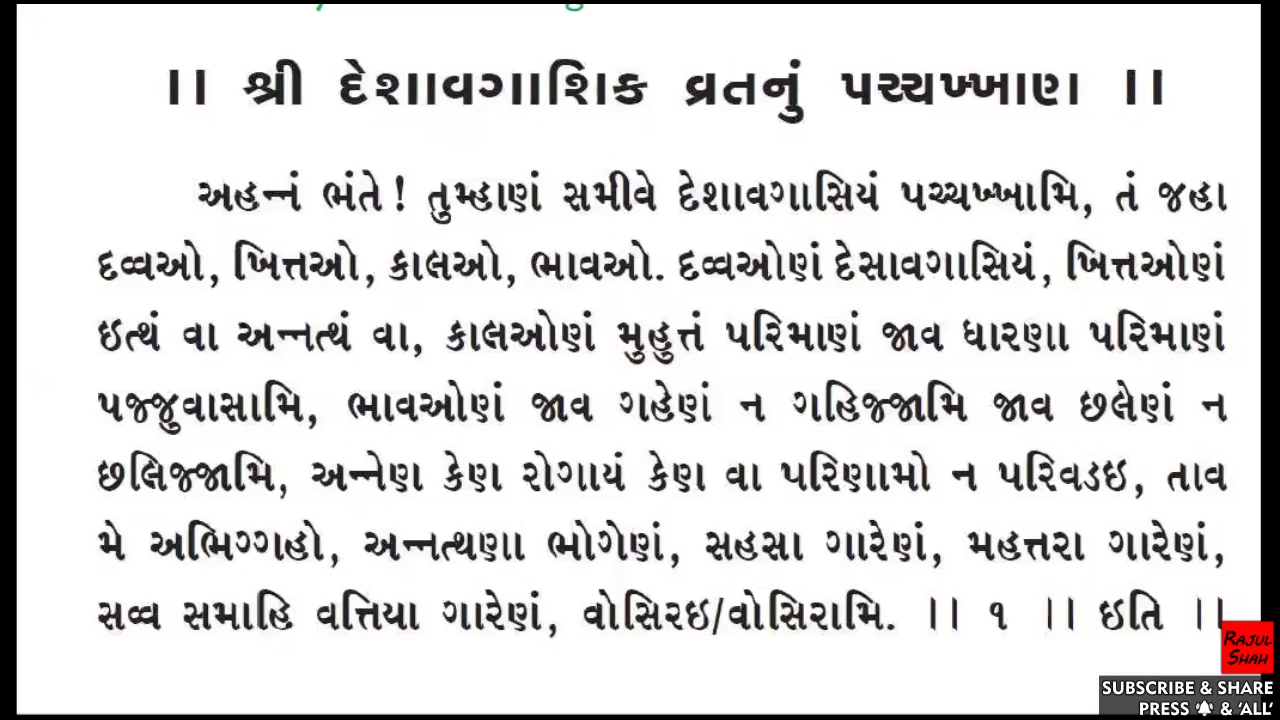 ।। શ્રી દેશાવગાશિક વ્રતનું પચ્ચખ્ખાણ ।।
અહન્નં ભંતે! તુમ્હાણં સમીવે દેશાવગાસિયં પચ્ચખ્ખામિ, તં જહા
દવ્વઓ, ખિત્તઓ, કાલઓ, ભાવઓ. દવ્વઓણં દેસાવગાસિયં, ખિત્તઓણં
ઇત્થં વા અન્નત્થં વા, કાલઓણં મુહુત્તં પરિમાણં જાવ ધારણા પરિમાણં
પજ્જુવાસામિ, ભાવઓણં જાવ ગહેણં ન ગહિજ્જામિ જાવ છલેણં ન
છલિજ્જામિ, અન્નેણ કેણ રોગાયં કેણ વા પરિણામો ન પરિવડઇ, તાવ
મે અભિગ્ગહો, અન્નત્થણા ભોગેણં, સહસા ગારેણં, મહત્તરા ગારેણં,
સવ્વ સમાહિ વત્તિયા ગારેણં, વોસિરઇ/વોસિરામિ. ।। ૧ ।। ઇતિ ।।
RAJUL
SHAH
SUBSCRIBE & SHARE
PRESS & 'ALL'